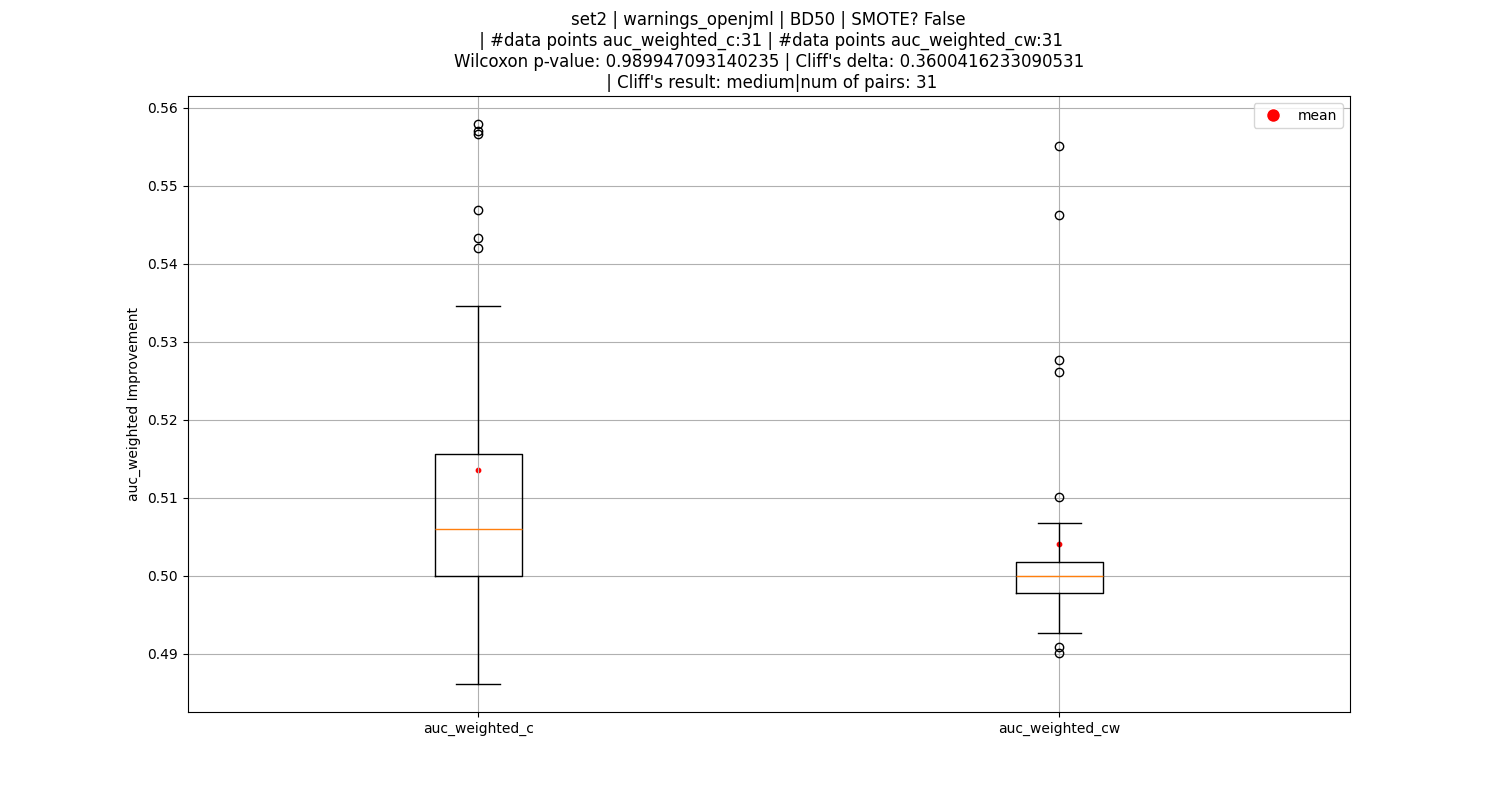 set2 | warnings_openjml | BD50 | SMOTE? False
| #data points auc_weighted_c:31 | #data points auc_weighted_cw:31
Wilcoxon p-value: 0.989947093140235 | Cliff's delta: 0.3600416233090531
| Cliff's result: medium|num of pairs: 31
mean
0.56
0.55
0.54
0.53
0.52
0.51
0.50
0.49
auc_weighted Improvement
auc_weighted_c
auc_weighted_cw